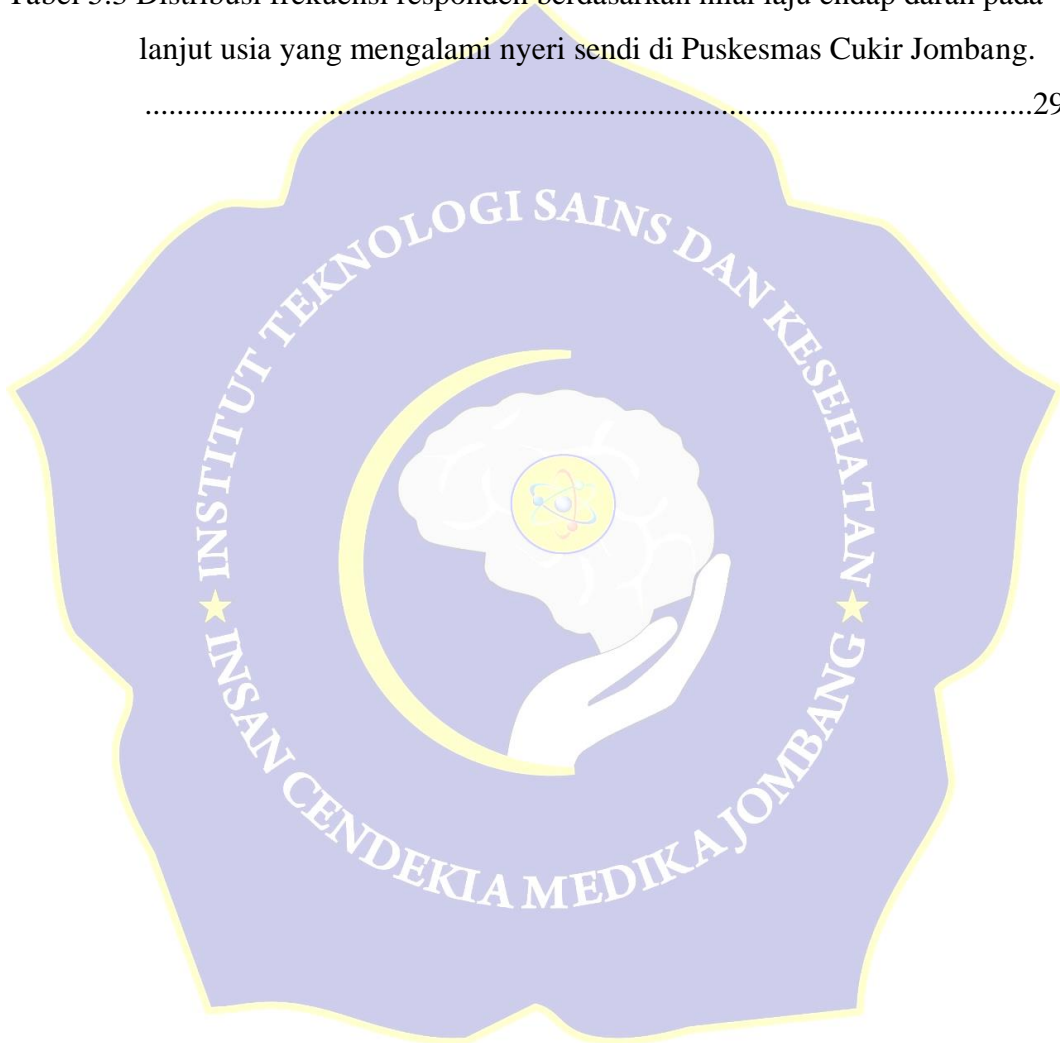 Tabel 5.3 Distribusi frekuensi responden berdasarkan nilai laju endap darah pada
lanjut usia yang mengalami nyeri sendi di Puskesmas Cukir Jombang.
................................................................................................................29
INSTITUT TEKNOLOGI SAINS DAN KESEHATAN
INSAN CENDEKIA MEDIKA JOMBANG